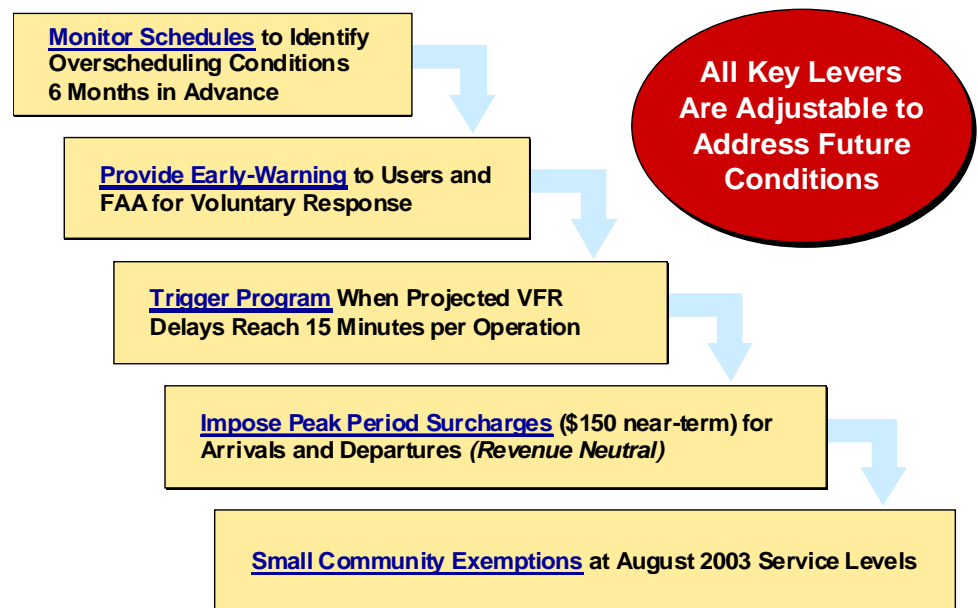 Monitor Schedules to Identify
Overscheduling Conditions
6 Months in Advance
All Key Levers
Are Adjustable to
Address Future
Conditions
Provide Early-Warning to Users and
FAA for Voluntary Response
Trigger Program When Projected VFR
Delays Reach 15 Minutes per Operation
Impose Peak Period Surcharges ($150 near-term) for
Arrivals and Departures (Revenue Neutral)
Small Community Exemptions at August 2003 Service Levels